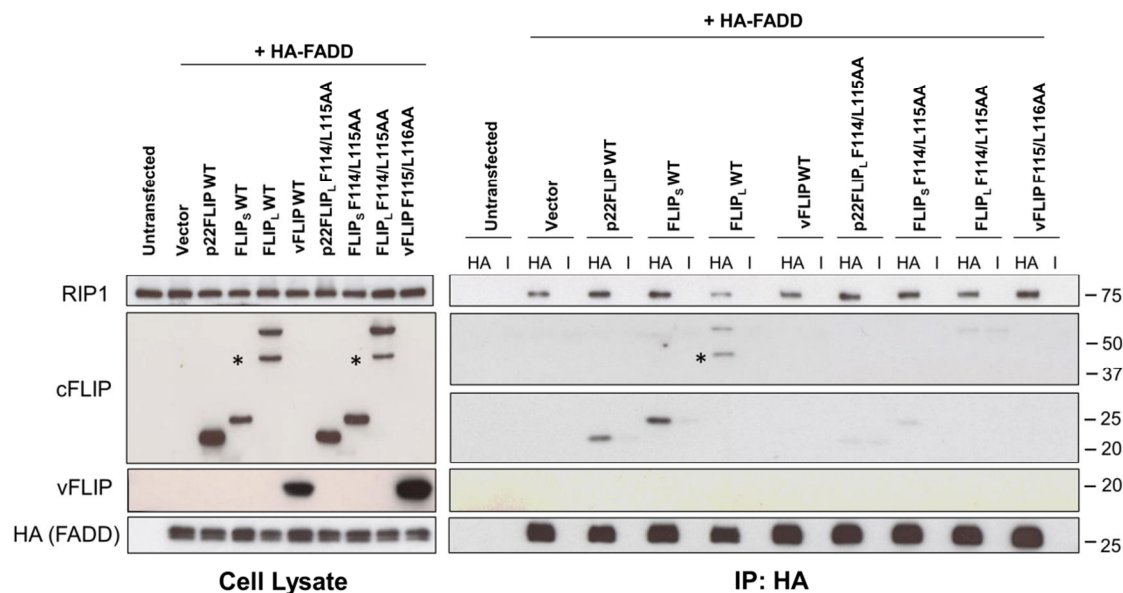 + HA-FADD
+ HA-FADD
Untransfected
Vector
p22FLIP WT
FLIPS WT
FLIPL WT
vFLIP WT
p22FLIPL F114/L115AA
FLIPS F114/L115AA
FLIPL F114/L115AA
vFLIP F115/L116AA
Untransfected
Vector
p22FLIP WT
FLIPS WT
FLIPL WT
vFLIP WT
p22FLIPL F114/L115AA
FLIPS F114/L115AA
FLIPL F114/L115AA
vFLIP F115/L116AA
HA I HA I HA I HA I HA I HA I HA I HA I HA I HA I
RIP1
– 75
cFLIP
*
*
*
– 50
– 37
– 25
– 20
vFLIP
– 20
HA (FADD)
– 25
Cell Lysate
IP: HA